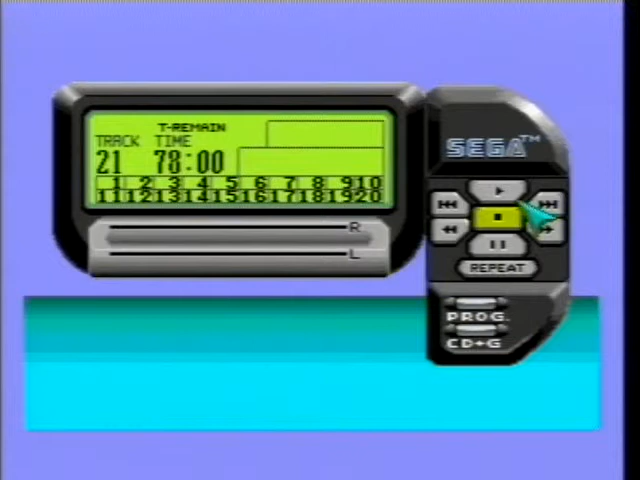 T-REMAIN
TRACK TIME
21 78:00
1 2 3 4 5 6 7 8 9 10
11 12 13 14 15 16 17 18 19 20
R
L
SEGA™
REPEAT
PROG.
CD+G